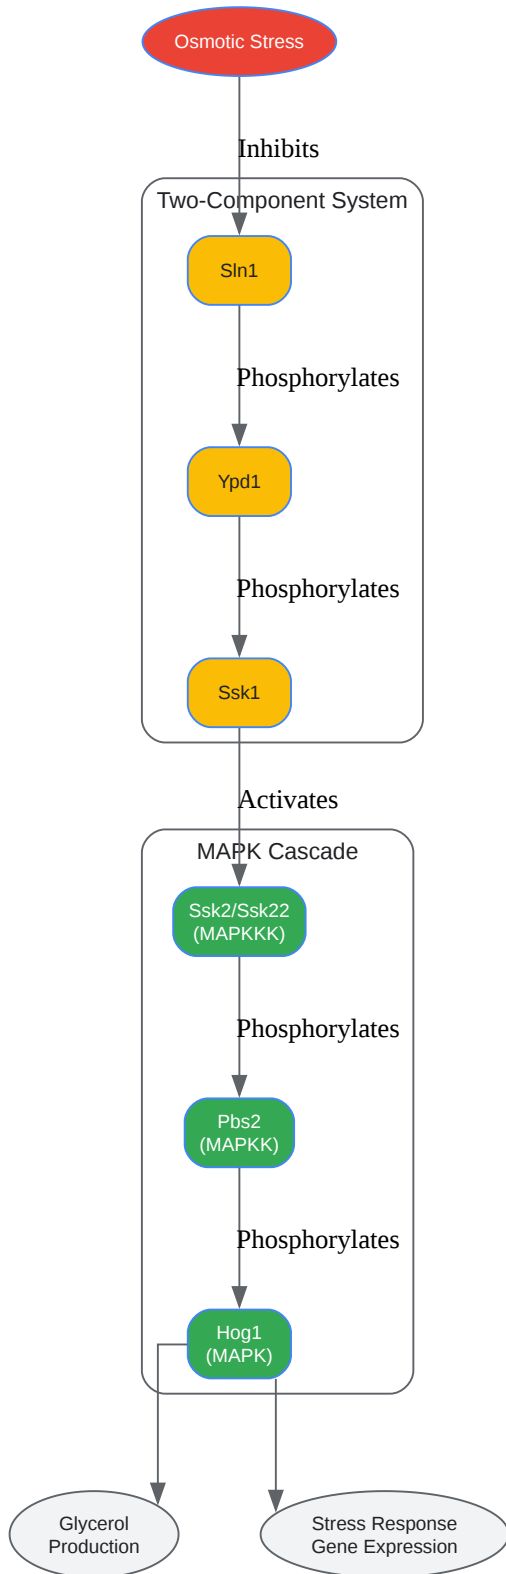 Osmotic Stress
Inhibits
Two-Component System
Sln1
Phosphorylates
Ypd1
Phosphorylates
Ssk1
Activates
MAPK Cascade
Ssk2/Ssk22
(MAPKKK)
Phosphorylates
Pbs2
(MAPKK)
Phosphorylates
Hog1
(MAPK)
Glycerol
Production
Stress Response
Gene Expression